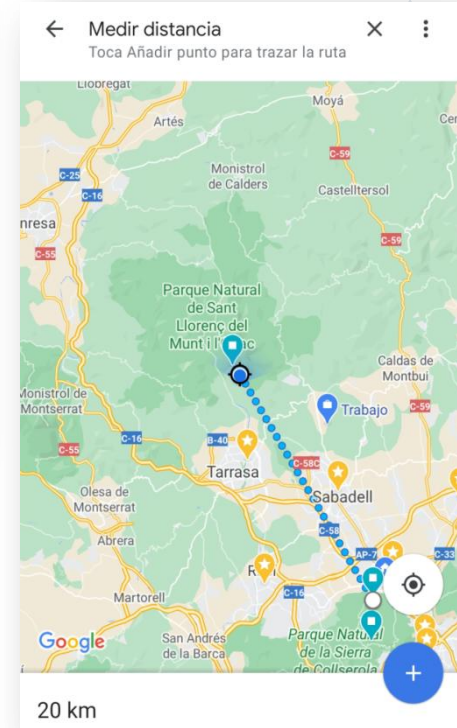 Medir distancia
Toca Añadir punto para trazar la ruta
Llobregat
Moyá
Artés
C-59
C-25
Monistrol
de Calders
C-16
Castelltersol
nresa
C-59
C-55
Parque Natural
de Sant
Llorenç del
Munt i l'
Caldas de
Montbui
Monistrol de
Montserrat
Trabajo
C-59
C-16
B-40
C-55
Tarrasa
C-58C
Olesa de
Montserrat
Sabadell
C-58
Abrera
AP-7
C-33
Martorell
C-16
Google
San Andrés
de la Barca
Parque Natural
de la Sierra
de Collserola
20 km